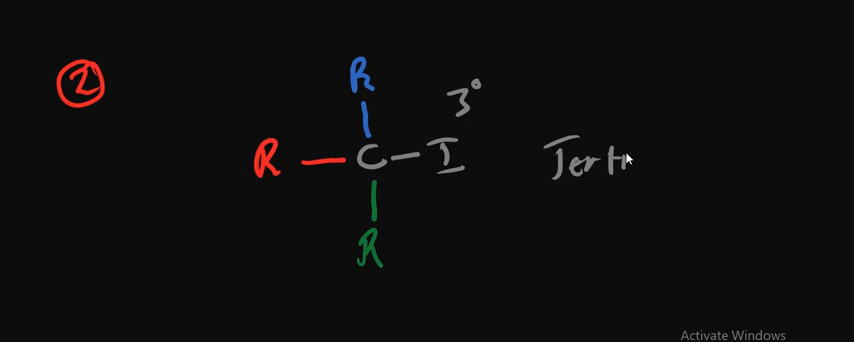 2
R
3°
R — C — I
Tert
R
Activate Windows